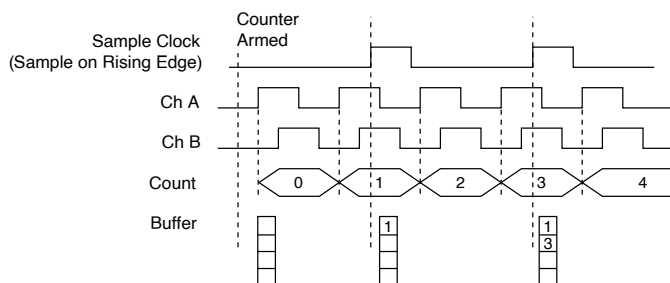 Counter
Armed
Sample Clock
(Sample on Rising Edge)
Ch A
Ch B
Count 0 1 2 3 4
Buffer 1 1
3